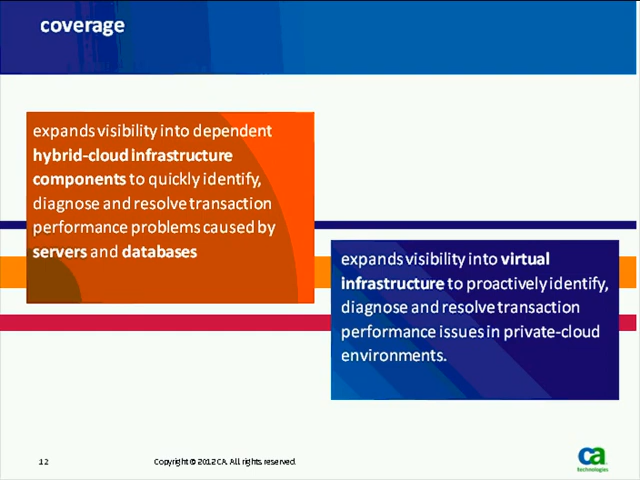 coverage
expands visibility into dependent
hybrid-cloud infrastructure
components to quickly identify,
diagnose and resolve transaction
performance problems caused by
servers and databases
expands visibility into virtual
infrastructure to proactively identify,
diagnose and resolve transaction
performance issues in private-cloud
environments.
12
Copyright © 2012 CA. All rights reserved.
ca
technologies